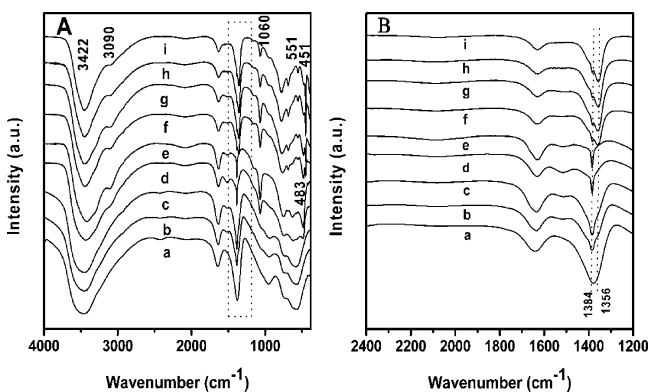 A
3422
3090
1060
551
451
483
i
h
g
f
e
d
c
b
a
Intensity (a.u.)
4000 3000 2000 1000
Wavenumber (cm-1)
B
i
h
g
f
e
d
c
b
a
1384
1356
Intensity (a.u.)
2400 2200 2000 1800 1600 1400 1200
Wavenumber (cm-1)